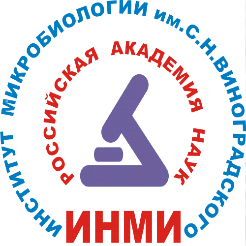 ИНСТИТУТ МИКРОБИОЛОГИИ им.С.Н.ВИНОГРАДСКОГО
РОССИЙСКАЯ АКАДЕМИЯ НАУК
ИНМИ